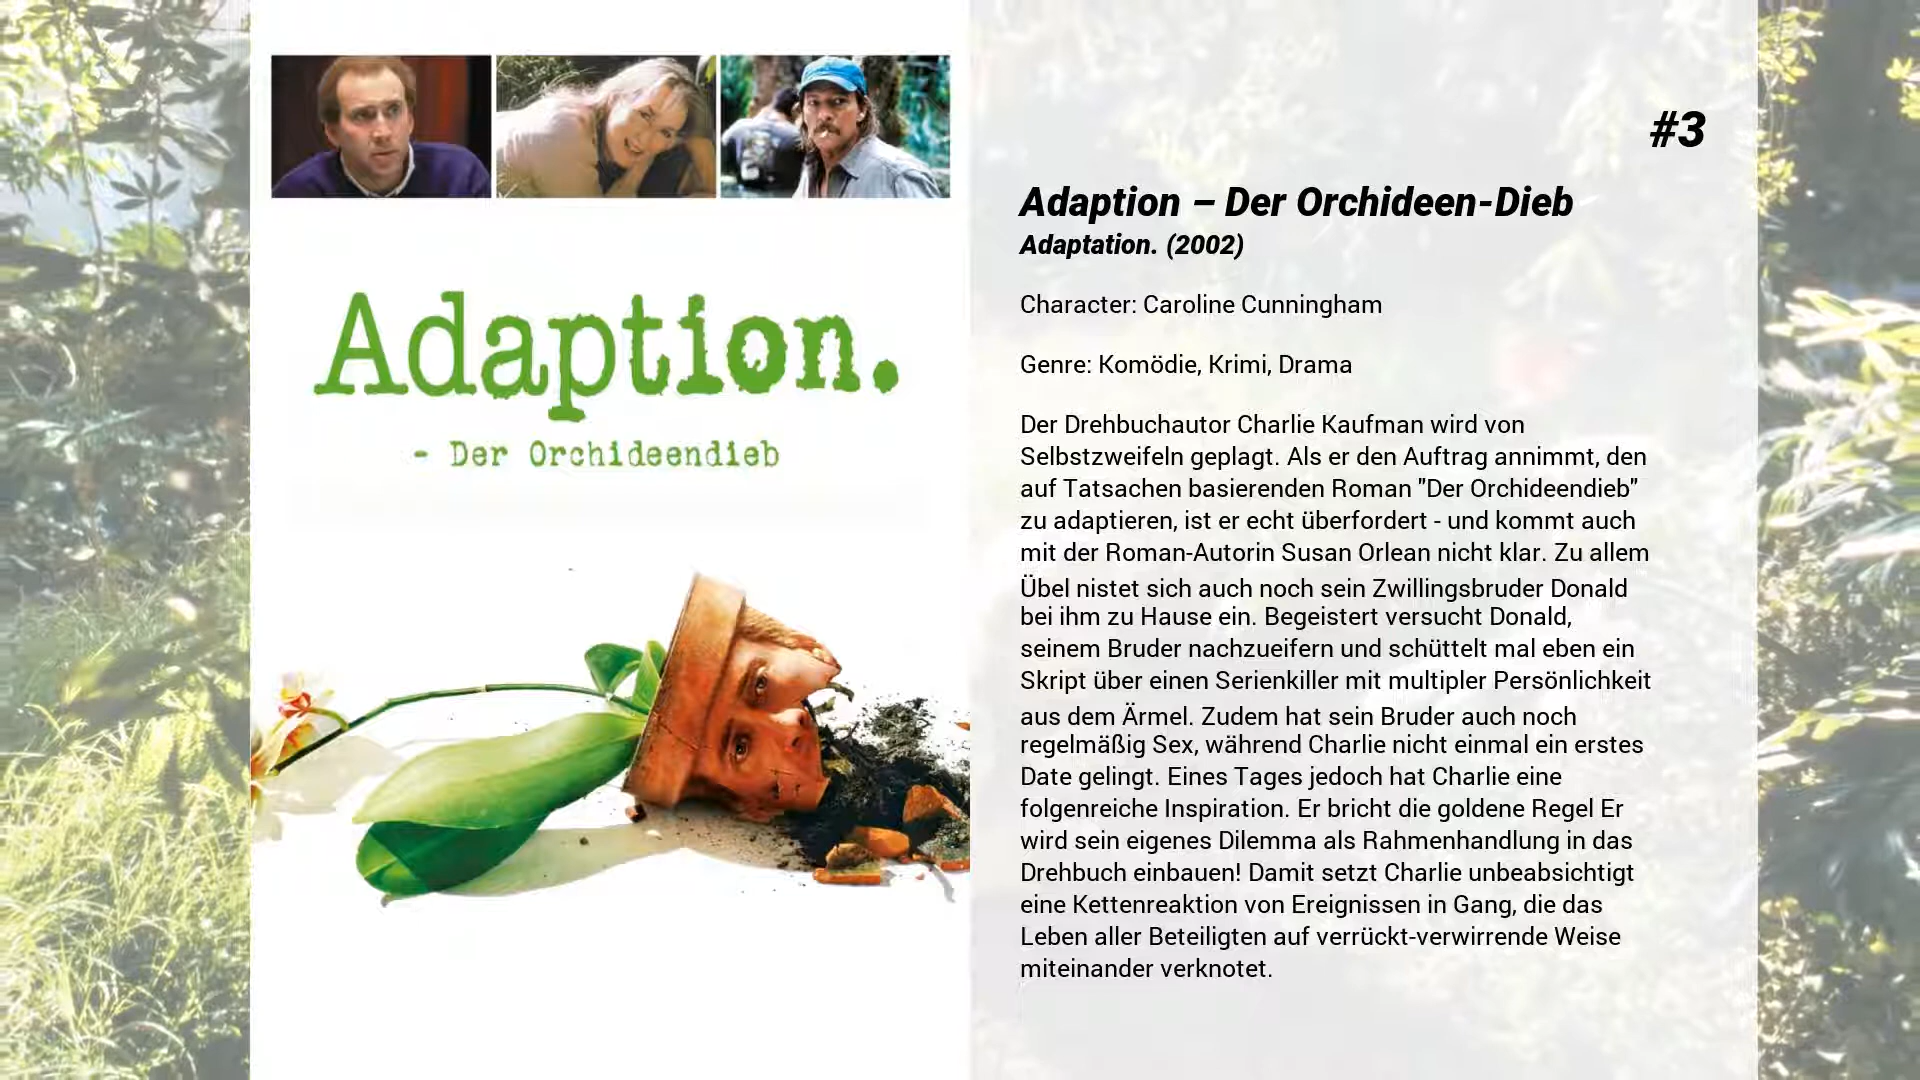 Adaption.
- Der Orchideendieb
#3
Adaption – Der Orchideen-Dieb
Adaptation. (2002)
Character: Caroline Cunningham
Genre: Komödie, Krimi, Drama
Der Drehbuchautor Charlie Kaufman wird von
Selbstzweifeln geplagt. Als er den Auftrag annimmt, den
auf Tatsachen basierenden Roman "Der Orchideendieb"
zu adaptieren, ist er echt überfordert - und kommt auch
mit der Roman-Autorin Susan Orlean nicht klar. Zu allem
Übel nistet sich auch noch sein Zwillingsbruder Donald
bei ihm zu Hause ein. Begeistert versucht Donald,
seinem Bruder nachzueifern und schüttelt mal eben ein
Skript über einen Serienkiller mit multipler Persönlichkeit
aus dem Ärmel. Zudem hat sein Bruder auch noch
regelmäßig Sex, während Charlie nicht einmal ein erstes
Date gelingt. Eines Tages jedoch hat Charlie eine
folgenreiche Inspiration. Er bricht die goldene Regel Er
wird sein eigenes Dilemma als Rahmenhandlung in das
Drehbuch einbauen! Damit setzt Charlie unbeabsichtigt
eine Kettenreaktion von Ereignissen in Gang, die das
Leben aller Beteiligten auf verrückt-verwirrende Weise
miteinander verknotet.